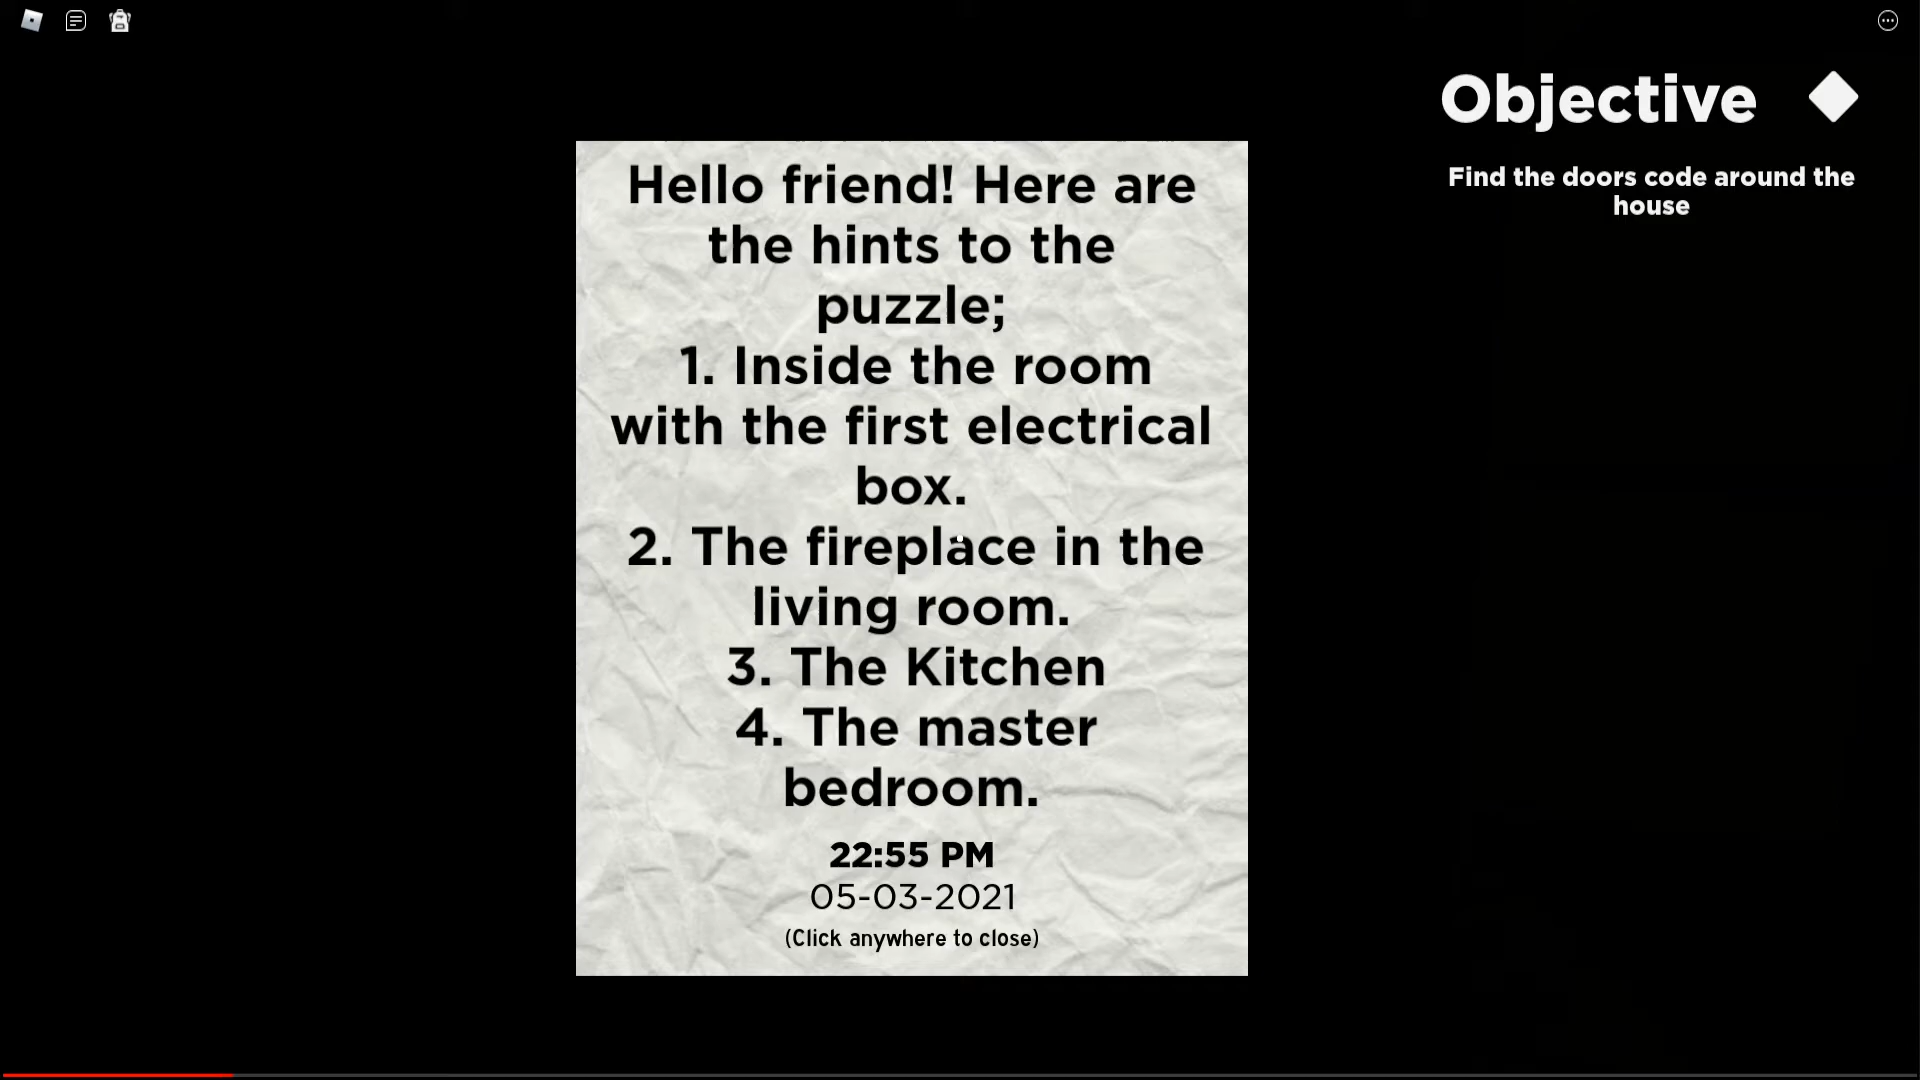 Objective
Find the doors code around the
house
Hello friend! Here are
the hints to the
puzzle;
1. Inside the room
with the first electrical
box.
2. The fireplace in the
living room.
3. The Kitchen
4. The master
bedroom.
22:55 PM
05-03-2021
(Click anywhere to close)